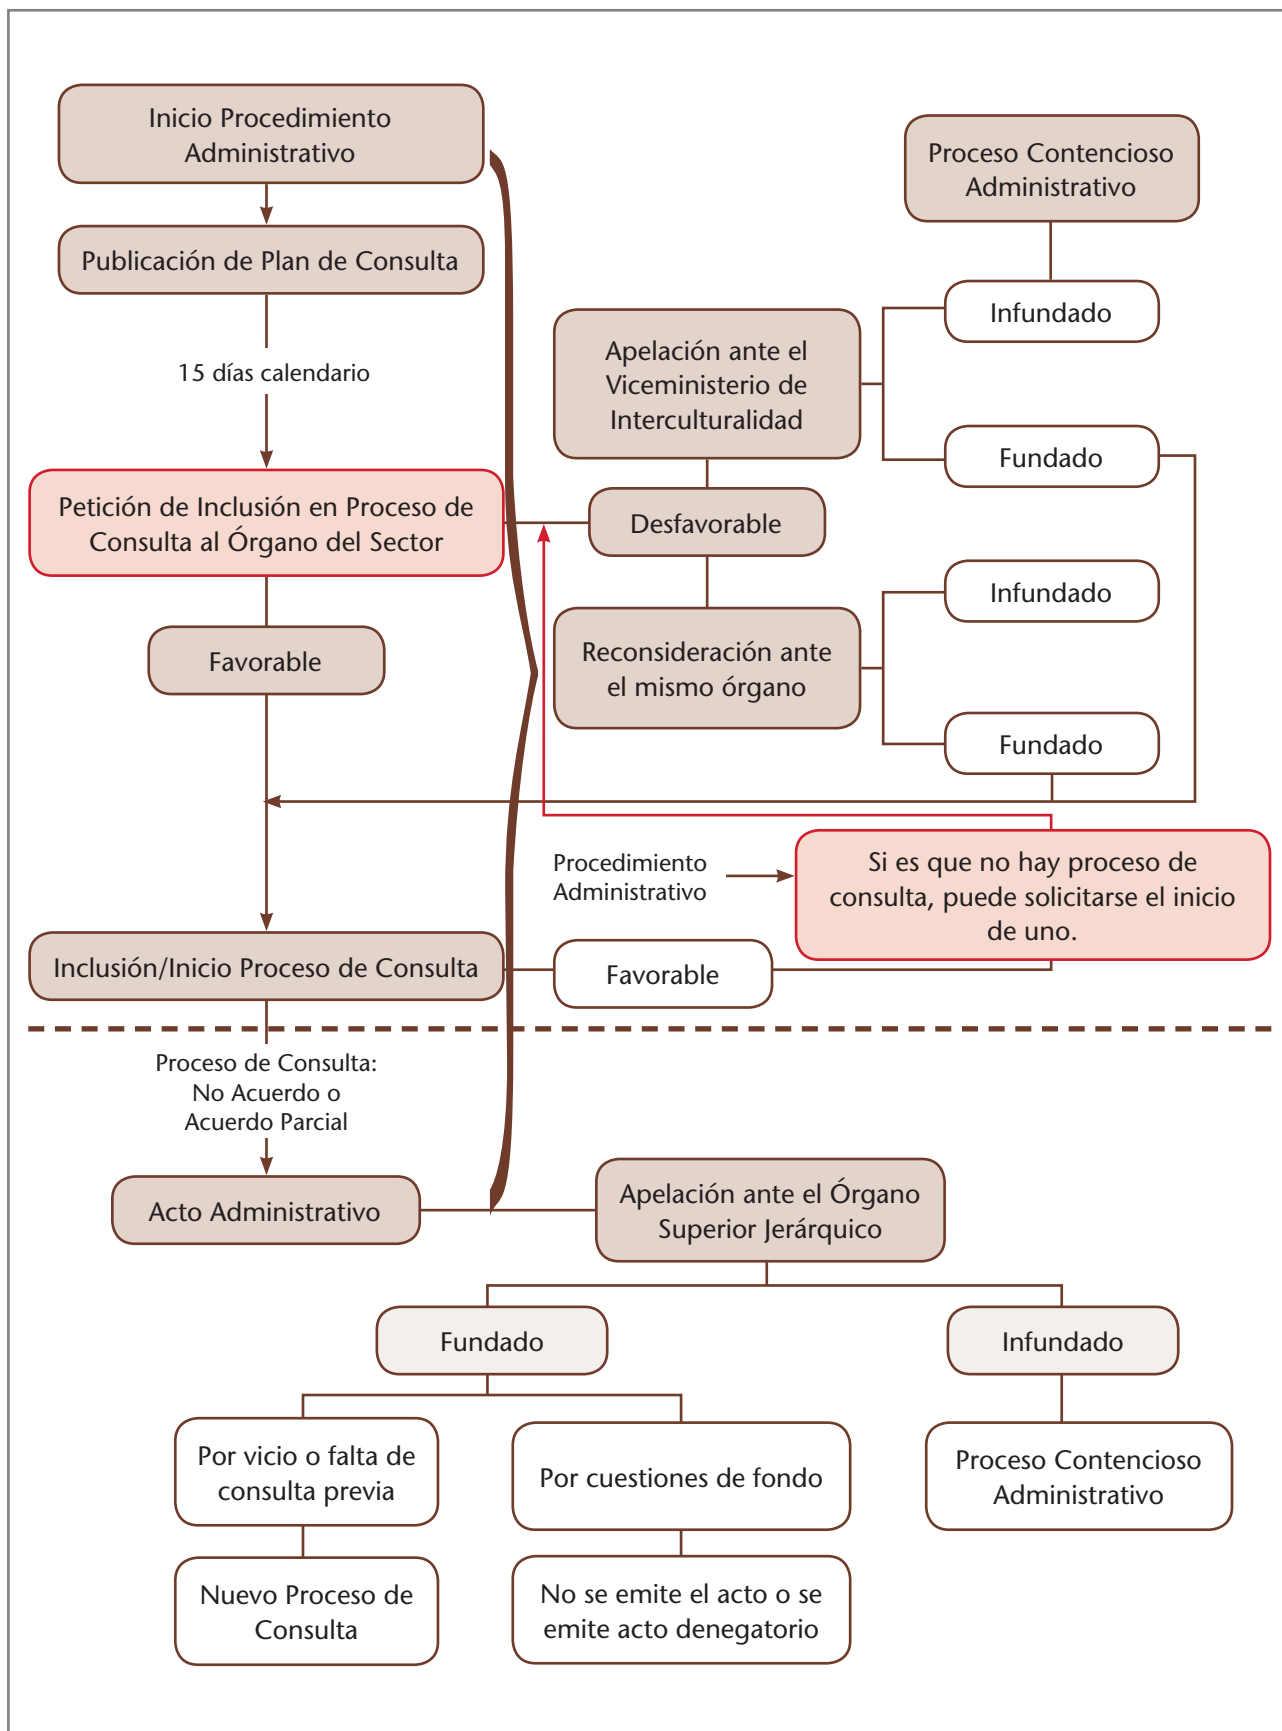 Inicio Procedimiento
Administrativo
Publicación de Plan de Consulta
15 días calendario
Petición de Inclusión en Proceso de
Consulta al Órgano del Sector
Favorable
Inclusión/Inicio Proceso de Consulta
Proceso Contencioso
Administrativo
Infundado
Apelación ante el
Viceministerio de
Interculturalidad
Fundado
Desfavorable
Infundado
Reconsideración ante
el mismo órgano
Fundado
Procedimiento
Administrativo
Si es que no hay proceso de
consulta, puede solicitarse el inicio
de uno.
Favorable
Proceso de Consulta:
No Acuerdo o
Acuerdo Parcial
Acto Administrativo
Apelación ante el Órgano
Superior Jerárquico
Fundado
Infundado
Por vicio o falta de
consulta previa
Por cuestiones de fondo
Proceso Contencioso
Administrativo
Nuevo Proceso de
Consulta
No se emite el acto o se
emite acto denegatorio